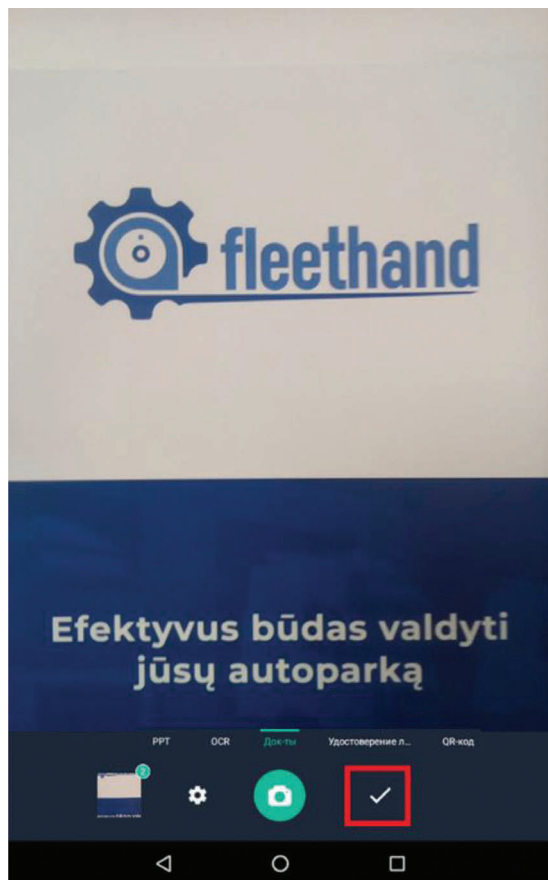 fleethand
Efektyvus būdas valdyti
jūsų autoparką
PPT OCR Док-ты Удостоверение л... QR-код
2